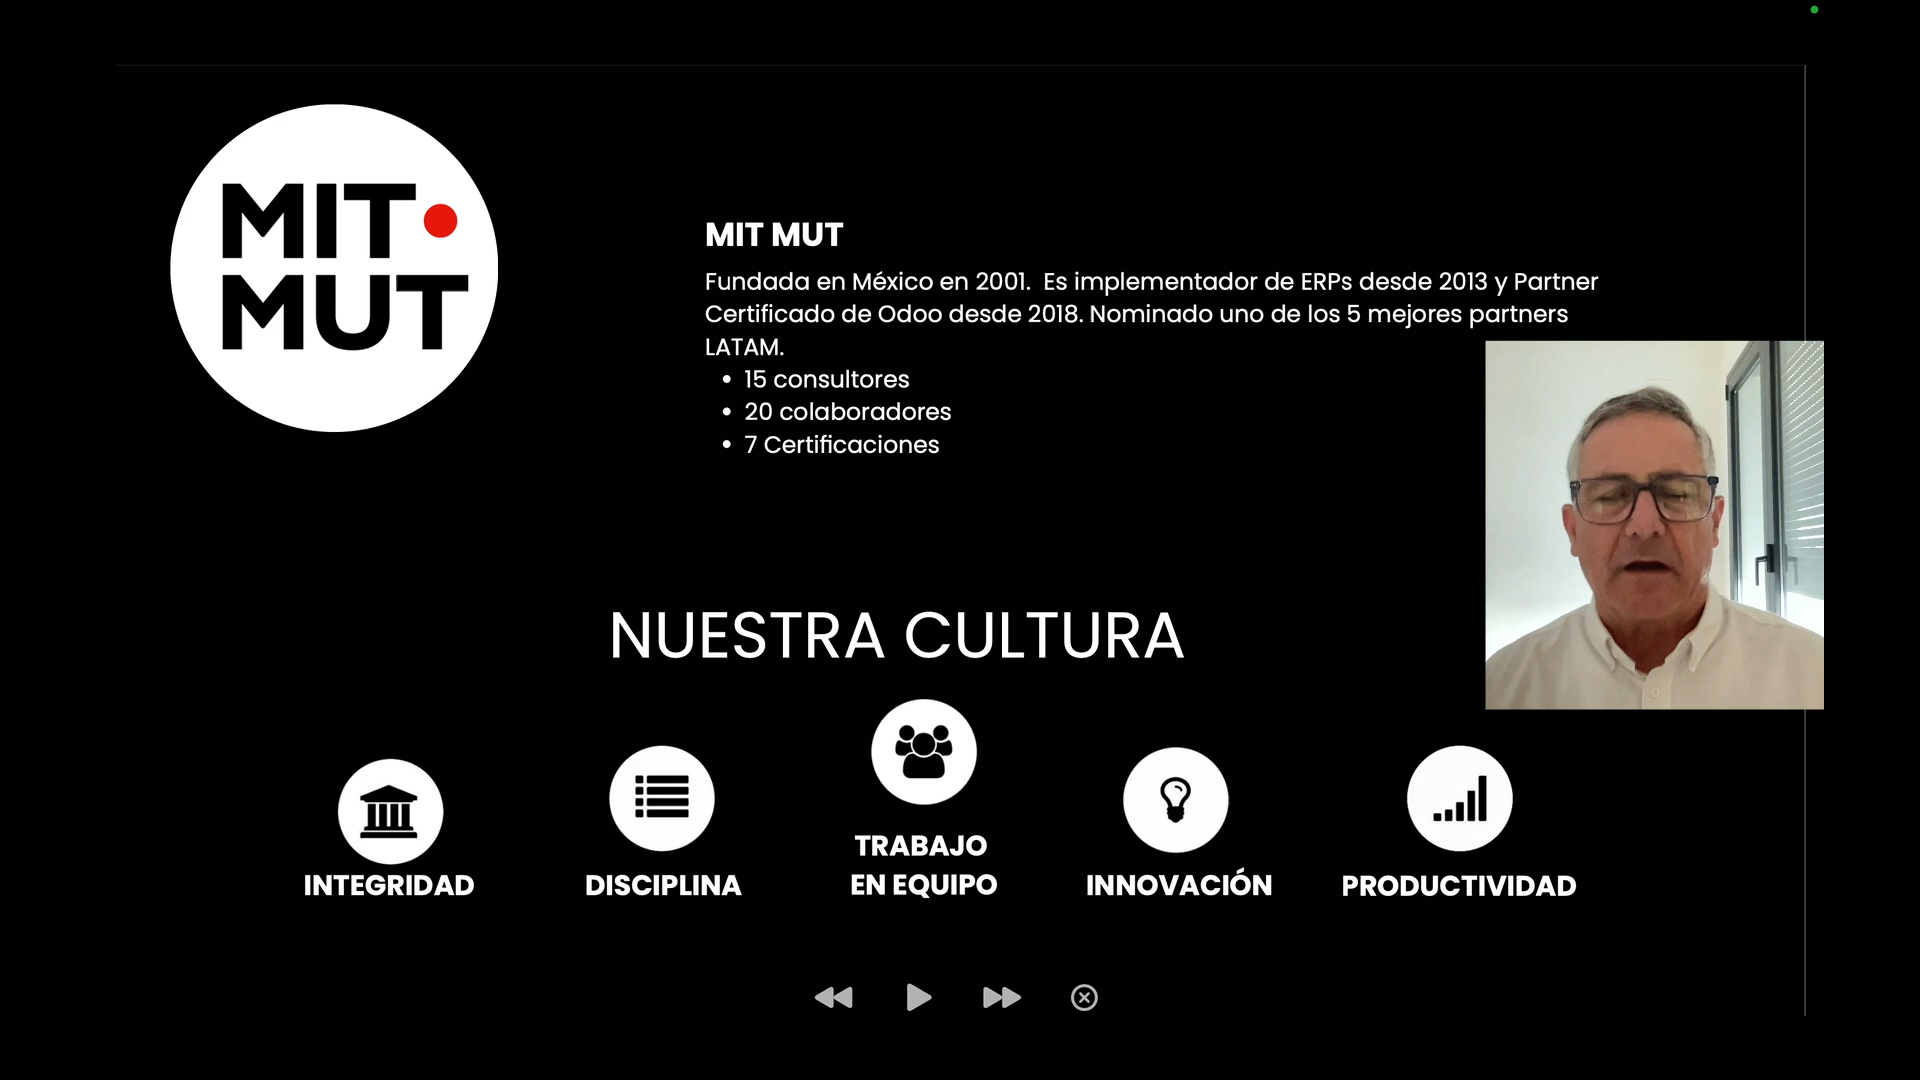 MIT
MUT
MIT MUT
Fundada en México en 2001.  Es implementador de ERPs desde 2013 y Partner
Certificado de Odoo desde 2018. Nominado uno de los 5 mejores partners
LATAM.
• 15 consultores
• 20 colaboradores
• 7 Certificaciones
NUESTRA CULTURA
INTEGRIDAD
DISCIPLINA
TRABAJO
EN EQUIPO
INNOVACIÓN
PRODUCTIVIDAD